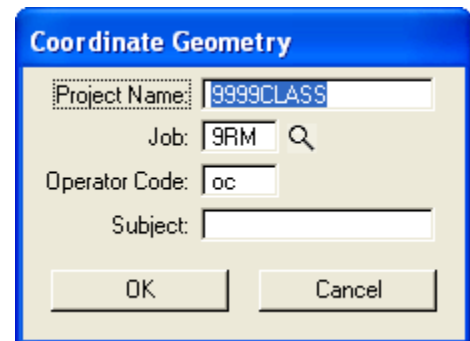 Coordinate Geometry
Project Name: 9999CLASS
Job: 9RM
Operator Code: oc
Subject:
OK Cancel